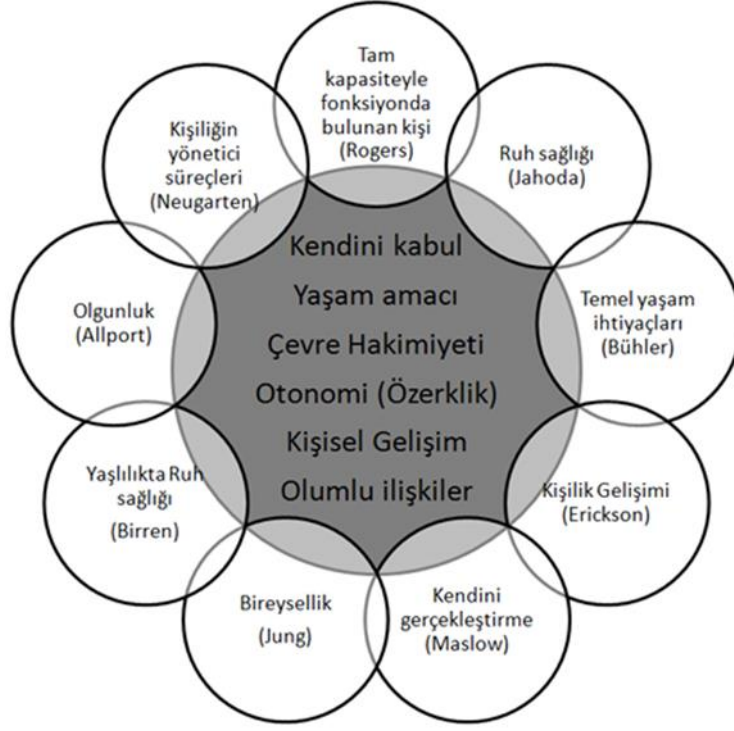 Tam
kapasiteyle
fonksiyonda
bulunan kişi
(Rogers)
Ruh sağlığı
(Jahoda)
Temel yaşam
ihtiyaçları
(Bühler)
Kişilik Gelişimi
(Erickson)
Kendini
gerçekleştirme
(Maslow)
Bireysellik
(Jung)
Yaşlılıkta Ruh
sağlığı
(Birren)
Olgunluk
(Allport)
Kişiliğin
yönetici
süreçleri
(Neugarten)
Kendini kabul
Yaşam amacı
Çevre Hakimiyeti
Otonomi (Özerklik)
Kişisel Gelişim
Olumlu ilişkiler